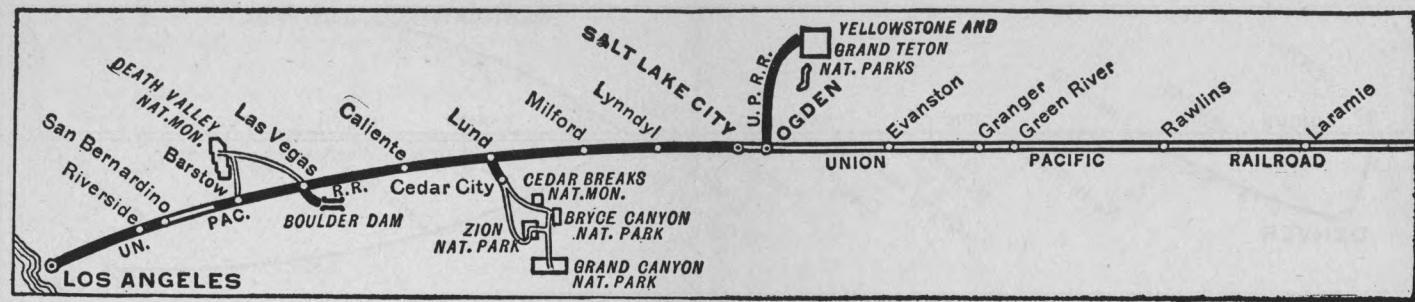 LOS ANGELES
UN.
PAC.
R.R.
Riverside
San Bernardino
Barstow
DEATH VALLEY
NAT. MON.
Las Vegas
BOULDER DAM
Caliente
Lund
Cedar City
CEDAR BREAKS
NAT. MON.
BRYCE CANYON
NAT. PARK
ZION
NAT. PARK
GRAND CANYON
NAT. PARK
Milford
Lynndyl
SALT LAKE CITY
OGDEN
U.P.R.R.
YELLOWSTONE AND
GRAND TETON
NAT. PARKS
Evanston
Granger
Green River
Rawlins
Laramie
UNION PACIFIC RAILROAD
DENVER